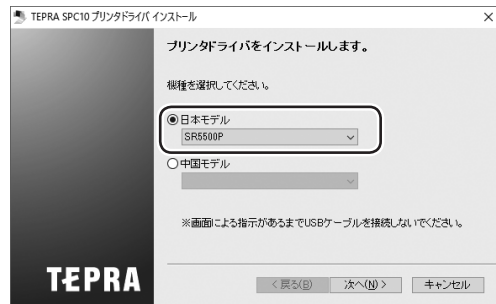 TEPRA SPC10 プリンタドライバ インストール
プリンタドライバをインストールします。
機種を選択してください。
日本モデル
SR5500P
中国モデル
※画面による指示があるまでUSBケーブルを接続しないでください。
TEPRA
< 戻る(B)
次へ(N) >
キャンセル